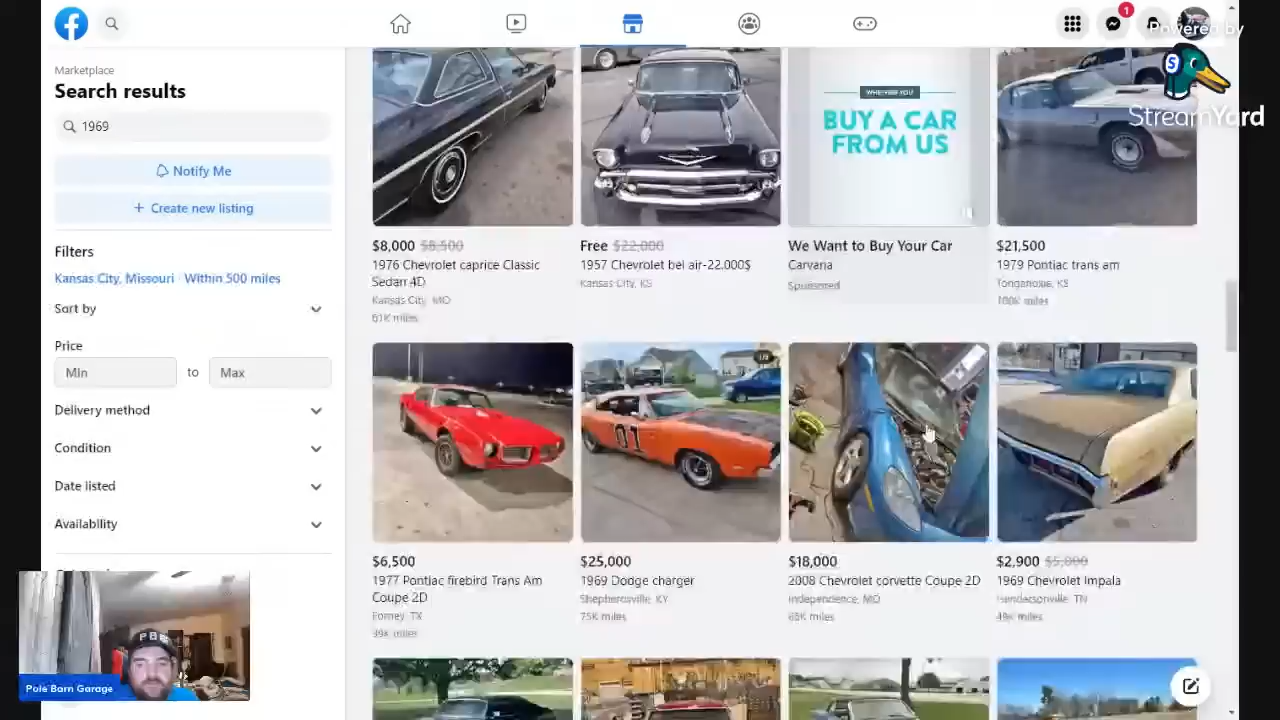 Powered by
StreamYard
Marketplace
Search results
1969
Notify Me
+ Create new listing
Filters
Kansas City, Missouri · Within 500 miles
Sort by
Price
Min
to
Max
Delivery method
Condition
Date listed
Availability
1
$8,000 $8,500
1976 Chevrolet caprice Classic
Sedan 4D
Kansas City, MO
61K miles
Free $22,000
1957 Chevrolet bel air-22.000$
Kansas City, KS
WHEREVER YOU
BUY A CAR
FROM US
We Want to Buy Your Car
Carvana
Sponsored
$21,500
1979 Pontiac trans am
Tonganoxie, KS
100K miles
$6,500
1977 Pontiac firebird Trans Am
Coupe 2D
Forney, TX
39K miles
01
$25,000
1969 Dodge charger
Shepherdsville, KY
75K miles
$18,000
2008 Chevrolet corvette Coupe 2D
Independence, MO
$2,900 $5,000
1969 Chevrolet Impala
Hendersonville, TN
49K miles
PBG
Pole Barn Garage